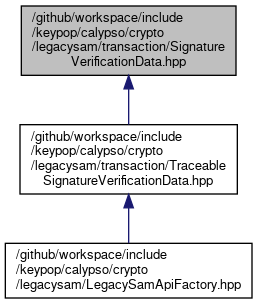 /github/workspace/include
/keypop/calypso/crypto
/legacysam/transaction/Signature
VerificationData.hpp
/github/workspace/include
/keypop/calypso/crypto
/legacysam/transaction/Traceable
SignatureVerificationData.hpp
/github/workspace/include
/keypop/calypso/crypto
/legacysam/LegacySamApiFactory.hpp